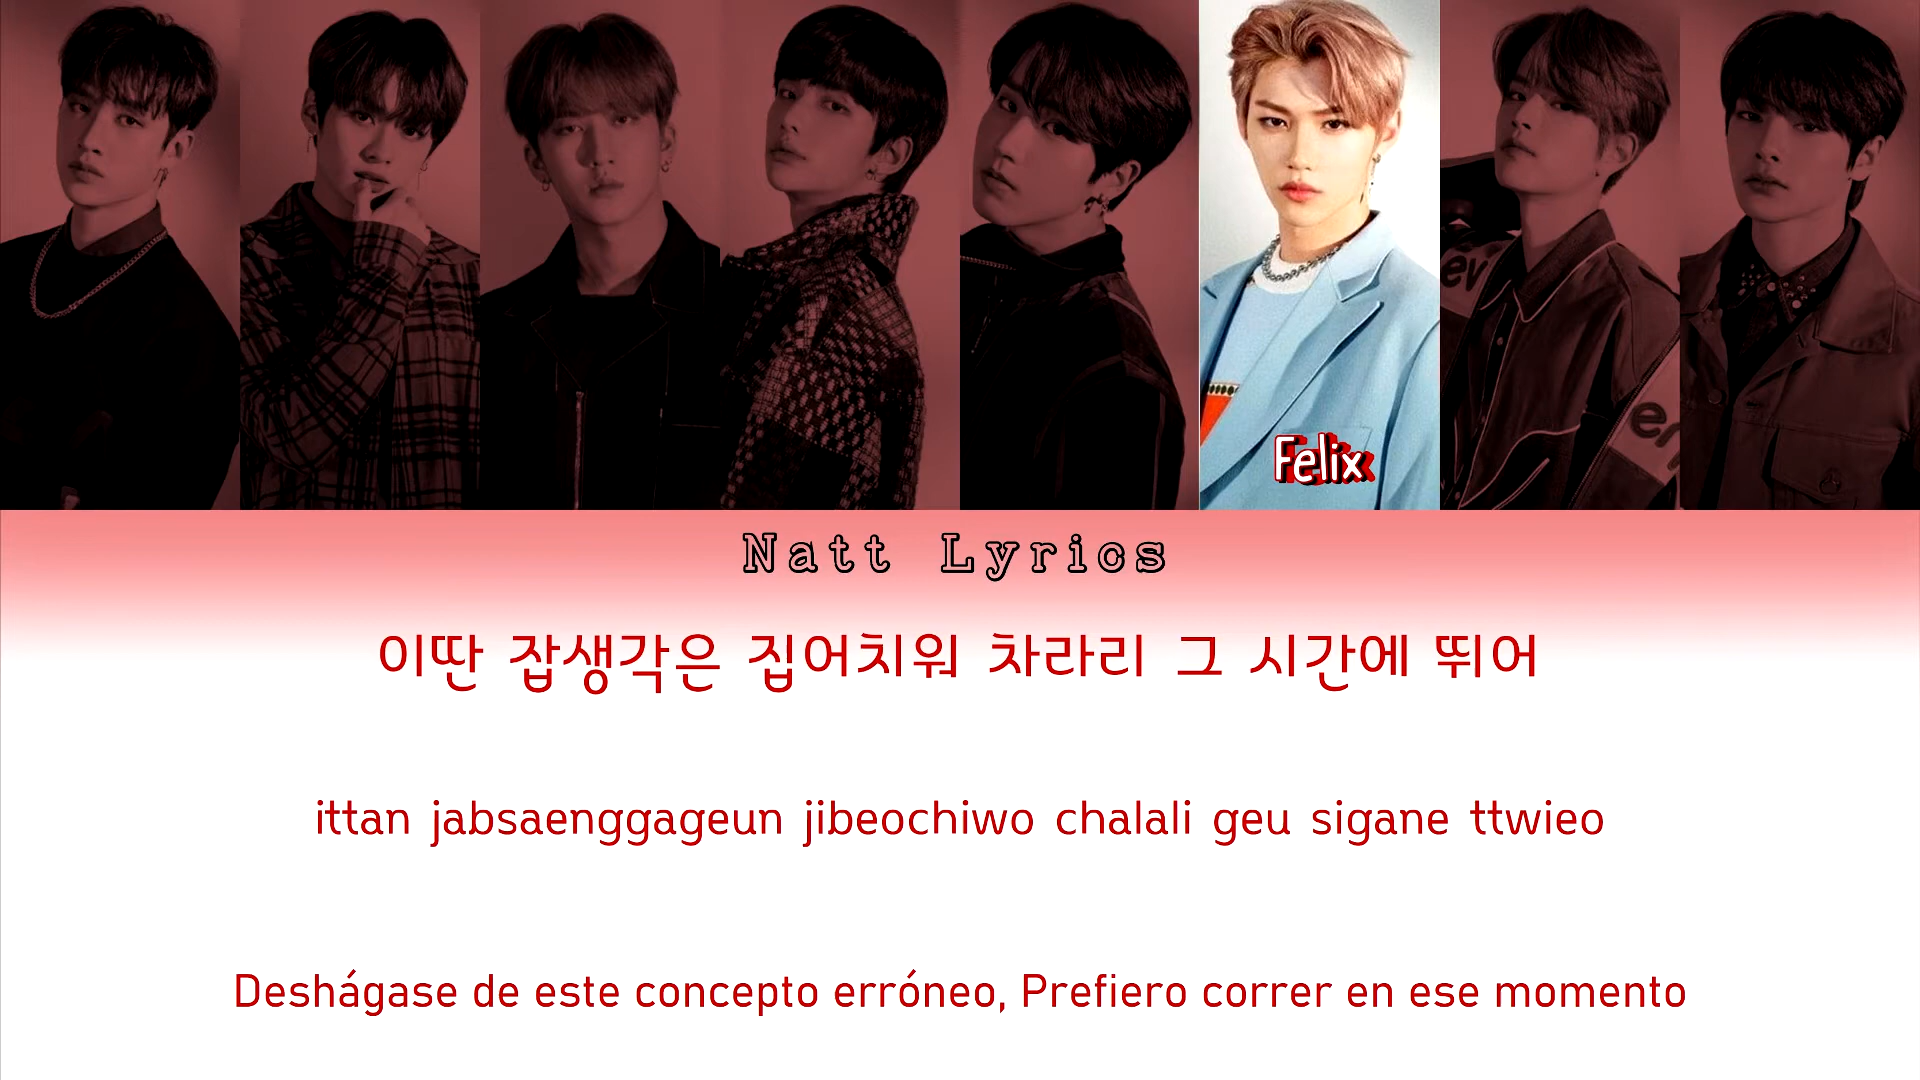 ev
er
Felix
Natt Lyrics
이딴 잡생각은 집어치워 차라리 그 시간에 뛰어
ittan jabsaenggageun jibeochiwo chalali geu sigane ttwieo
Deshágase de este concepto erróneo, Prefiero correr en ese momento